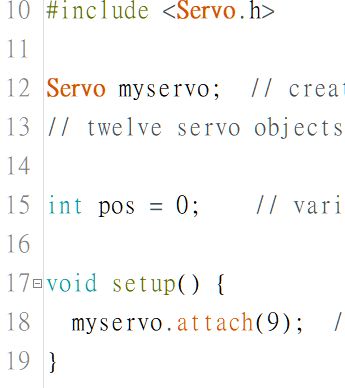 10 #include <Servo.h>
11
12 Servo myservo;  // creat
13 // twelve servo objects
14
15 int pos = 0;    // vari
16
17 void setup() {
18   myservo.attach(9);  /
19 }